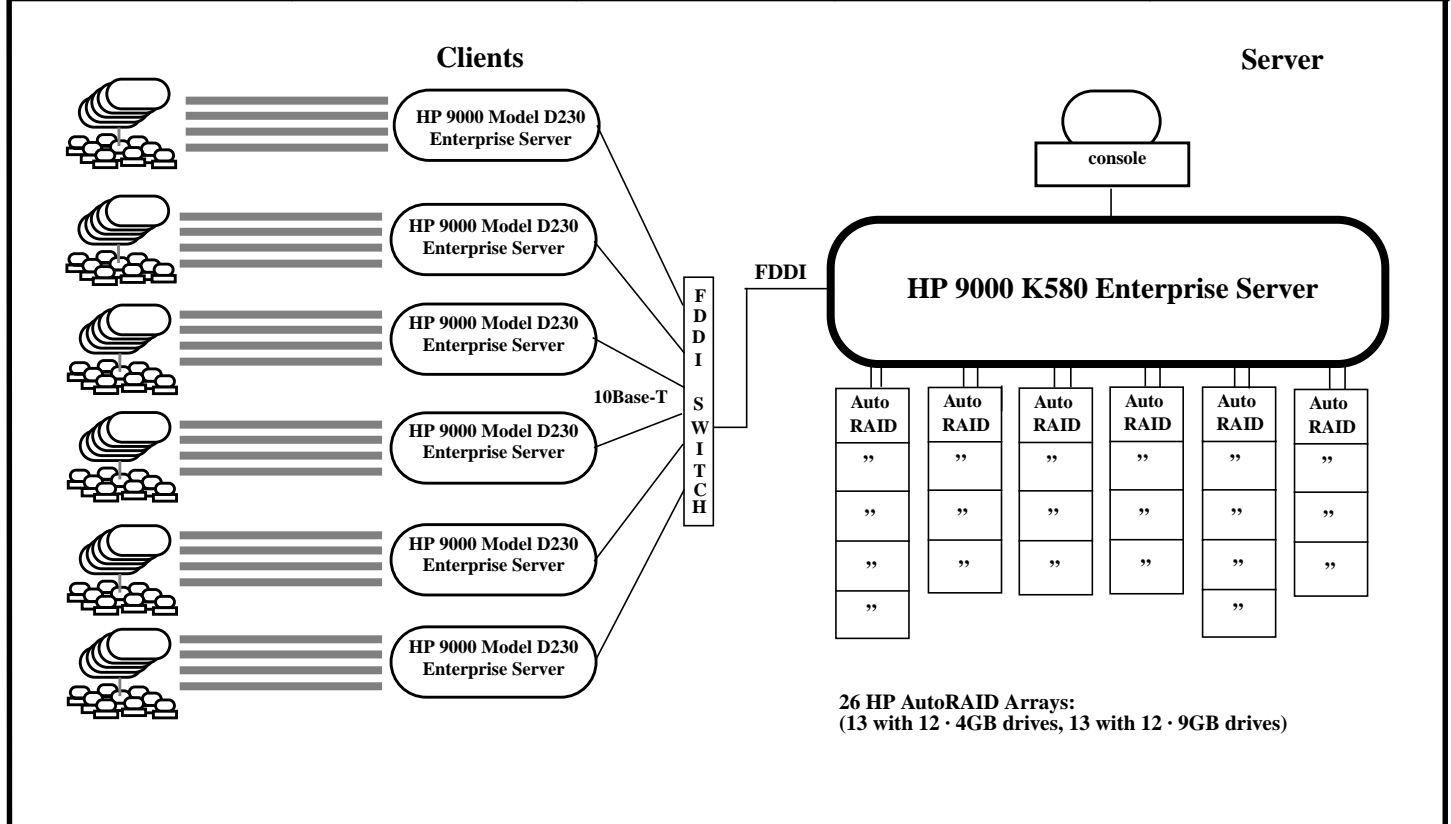 Clients
Server
HP 9000 Model D230
Enterprise Server
HP 9000 Model D230
Enterprise Server
HP 9000 Model D230
Enterprise Server
HP 9000 Model D230
Enterprise Server
HP 9000 Model D230
Enterprise Server
HP 9000 Model D230
Enterprise Server
10Base-T
FDDI SWITCH
FDDI
console
HP 9000 K580 Enterprise Server
Auto
RAID
”
”
”
”
Auto
RAID
”
”
”
Auto
RAID
”
”
”
Auto
RAID
”
”
”
Auto
RAID
”
”
”
”
Auto
RAID
”
”
”
26 HP AutoRAID Arrays:
(13 with 12 · 4GB drives, 13 with 12 · 9GB drives)